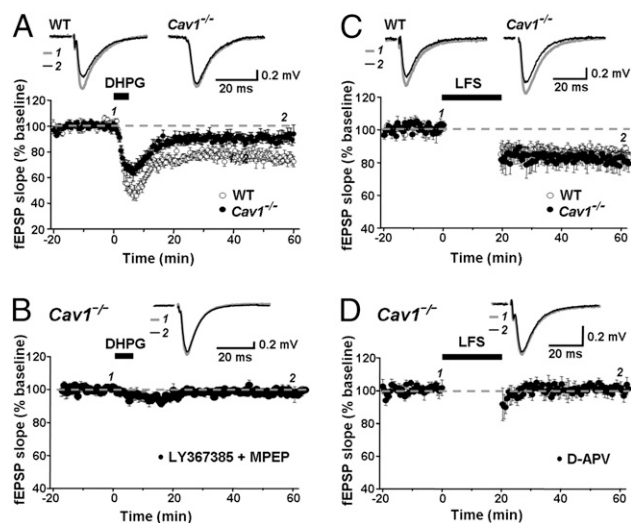 A
WT
Cav1−/−
1
2
0.2 mV
20 ms
DHPG
1
2
fEPSP slope (% baseline)
120
100
80
60
40
20
WT
Cav1−/−
-20
0
20
40
60
Time (min)
B
Cav1−/−
1
2
0.2 mV
20 ms
DHPG
1
2
fEPSP slope (% baseline)
120
100
80
60
40
LY367385 + MPEP
-20
0
20
40
60
Time (min)
C
WT
Cav1−/−
1
2
0.2 mV
20 ms
LFS
1
2
fEPSP slope (% baseline)
120
100
80
60
40
WT
Cav1−/−
-20
0
20
40
60
Time (min)
D
Cav1−/−
1
2
0.2 mV
20 ms
LFS
1
2
fEPSP slope (% baseline)
120
100
80
60
40
D-APV
-20
0
20
40
60
Time (min)